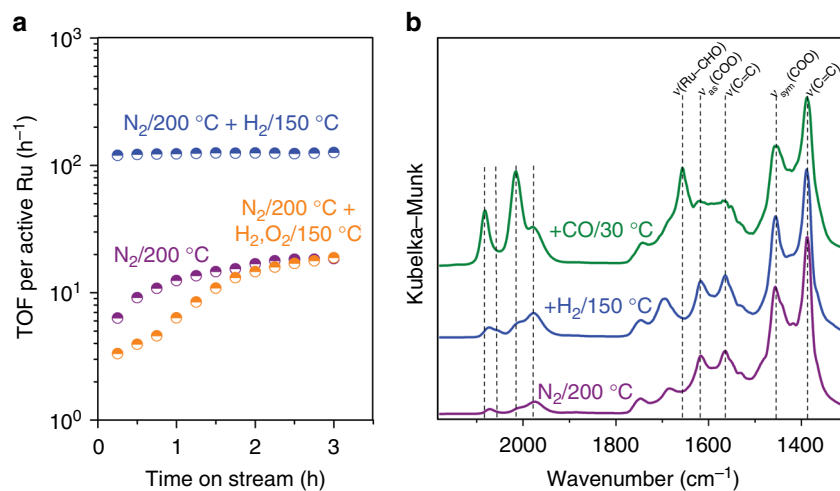 a
TOF per active Ru (h⁻¹)
10³
10²
10¹
10⁰
N₂/200 °C + H₂/150 °C
N₂/200 °C +
H₂,O₂/150 °C
N₂/200 °C
0
1
2
3
Time on stream (h)
b
Kubelka–Munk
ν(Ru–CHO)
νas(COO)
ν(C=C)
νsym(COO)
ν(C=C)
+CO/30 °C
+H₂/150 °C
N₂/200 °C
2000
1800
1600
1400
Wavenumber (cm⁻¹)